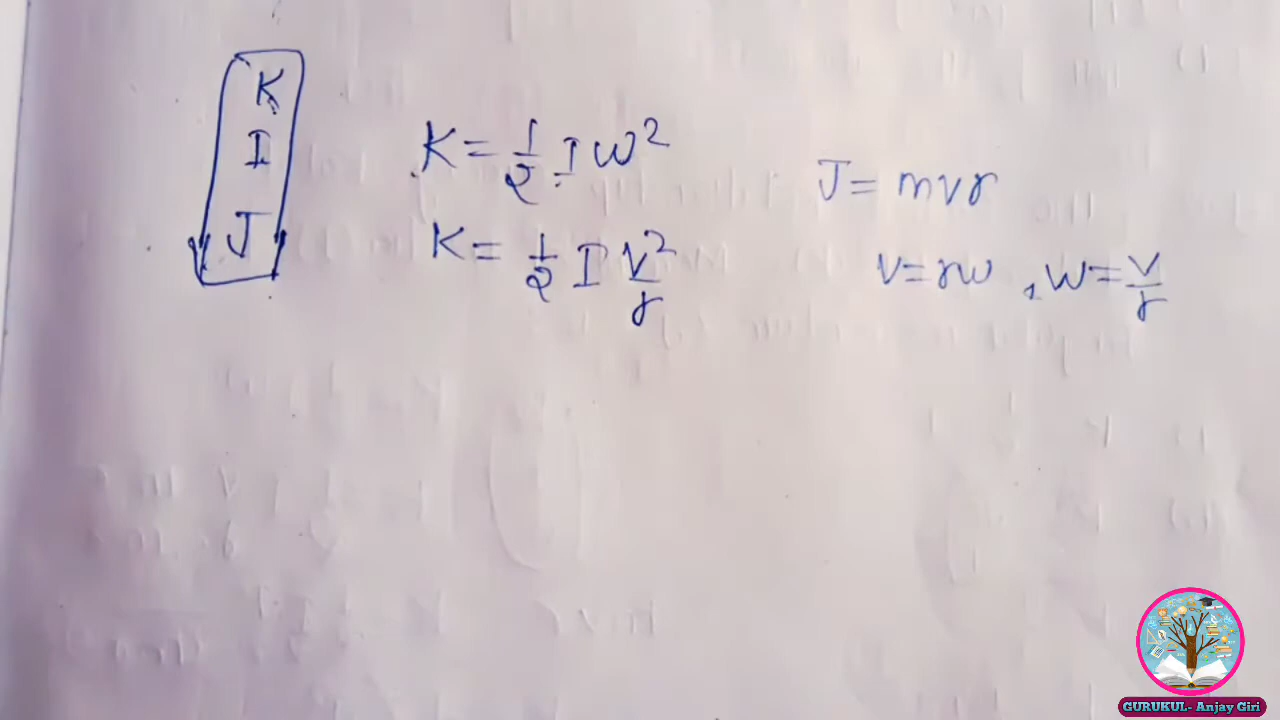 K
I
J
K = 1/2 I W²
K = 1/2 I V²/r
J = mvr
V = rw , W = V/r
GURUKUL- Anjay Giri